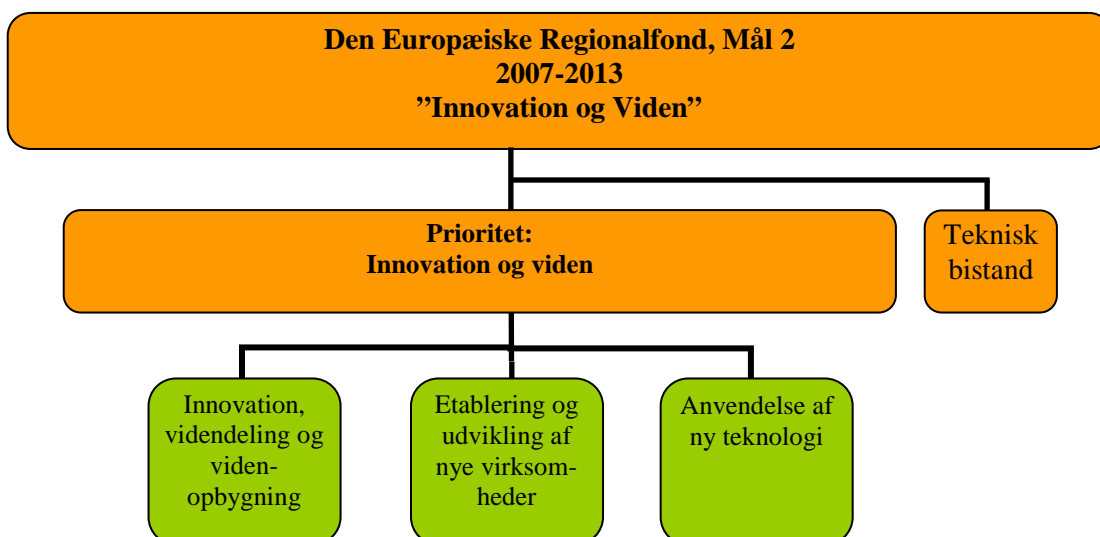 Den Europæiske Regionalfond, Mål 2
2007-2013
”Innovation og Viden”
Prioritet:
Innovation og viden
Teknisk
bistand
Innovation,
videndeling og
viden-
opbygning
Etablering og
udvikling af
nye virksom-
heder
Anvendelse af
ny teknologi